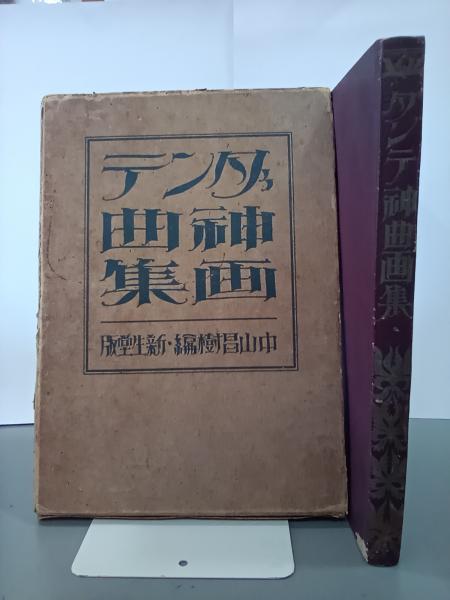 ダンテ
神曲
画集
中山昌樹編・新生堂版
ダンテ神曲画集